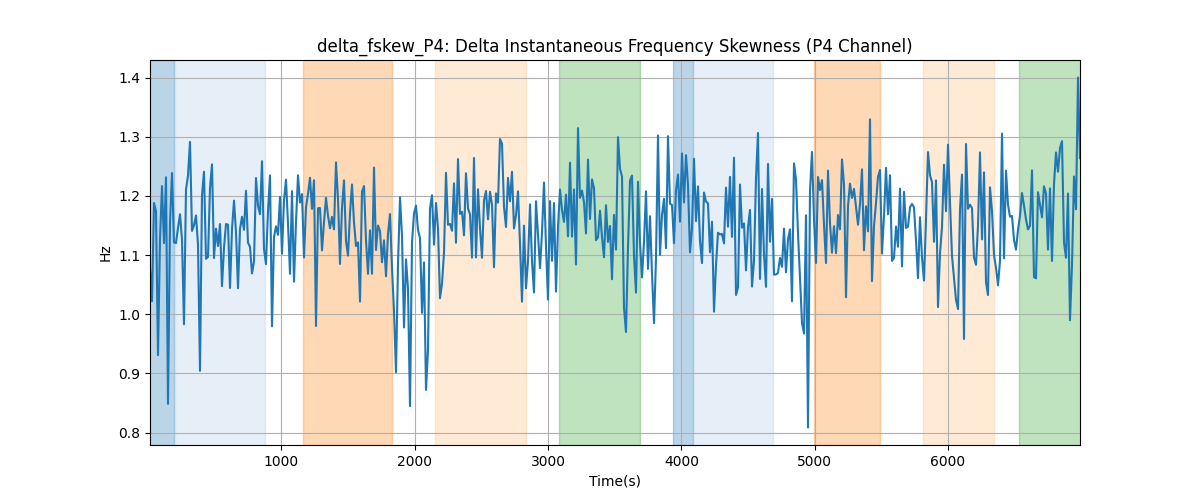 delta_fskew_P4: Delta Instantaneous Frequency Skewness (P4 Channel)
1.4
1.3
1.2
1.1
1.0
0.9
0.8
Hz
1000 2000 3000 4000 5000 6000
Time(s)